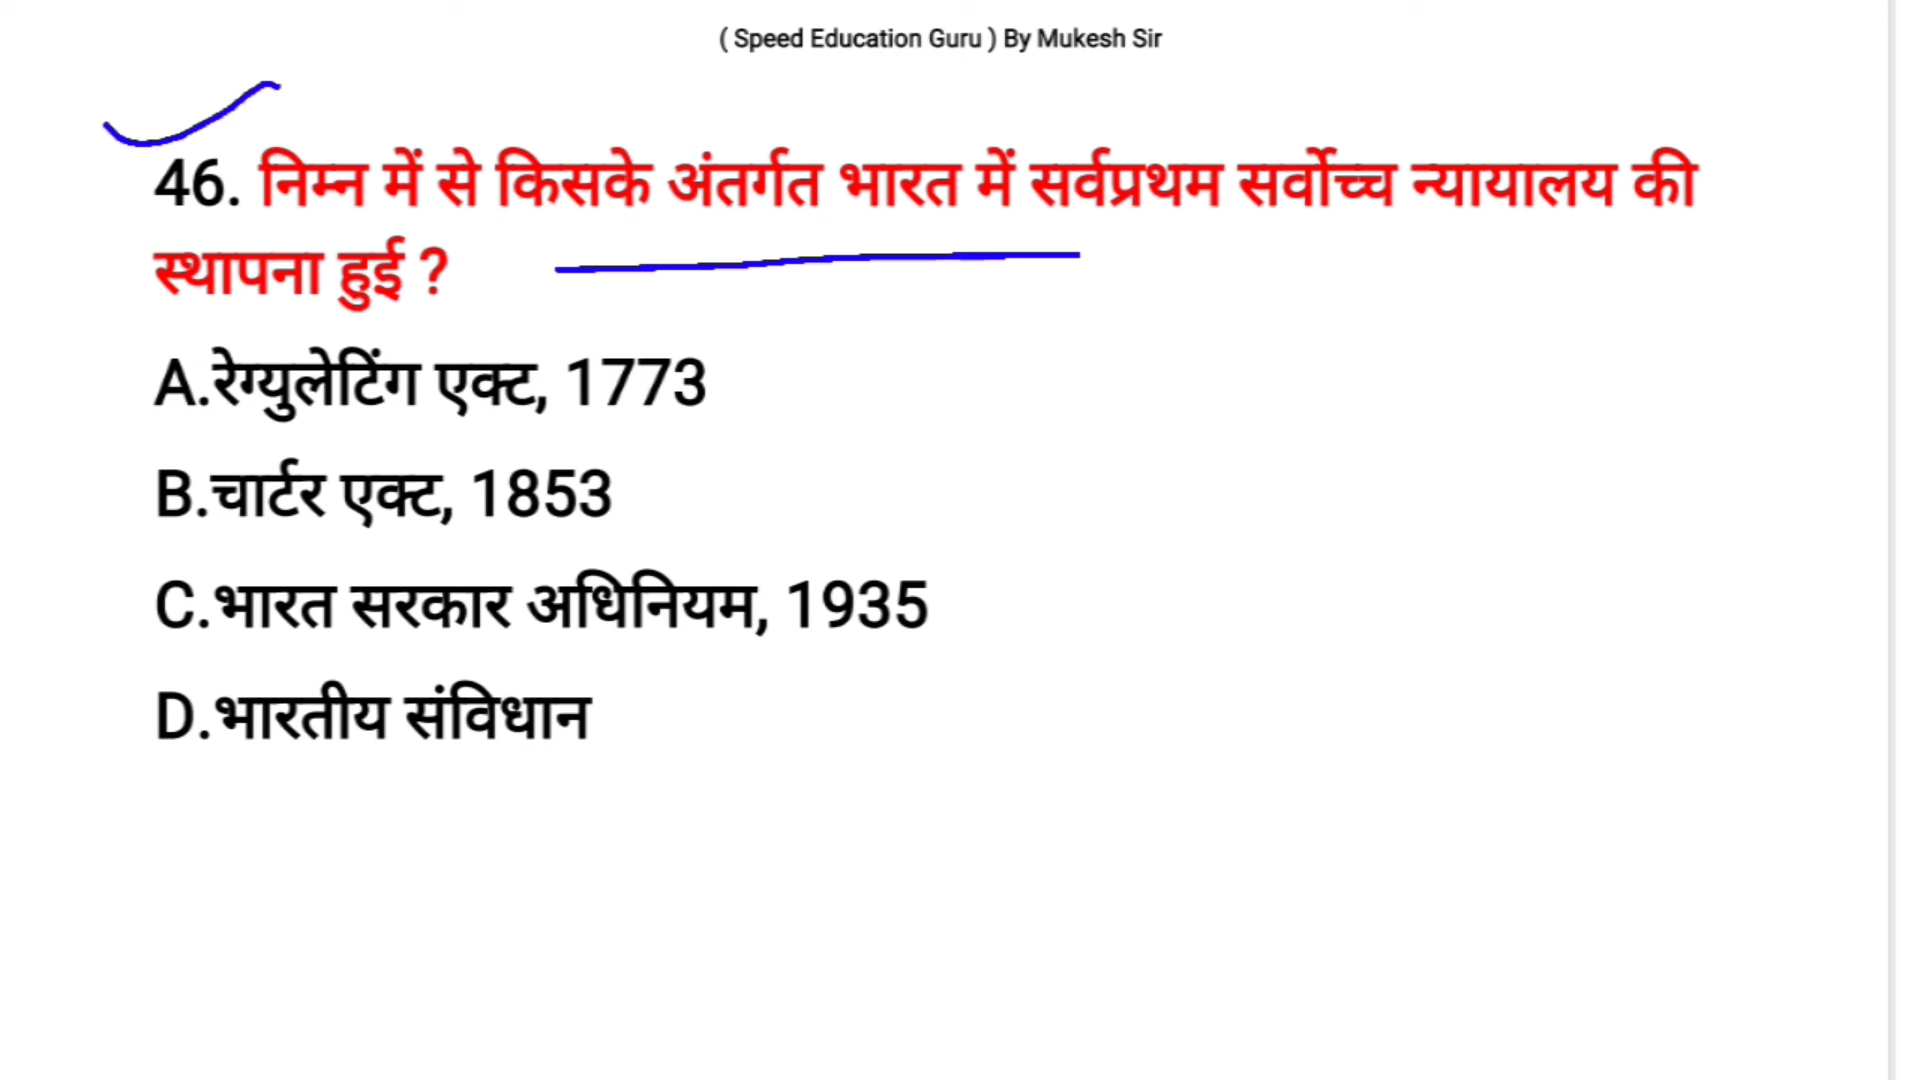 ( Speed Education Guru ) By Mukesh Sir
46. निम्न में से किसके अंतर्गत भारत में सर्वप्रथम सर्वोच्च न्यायालय की
स्थापना हुई ?
A.रेग्युलेटिंग एक्ट, 1773
B.चार्टर एक्ट, 1853
C.भारत सरकार अधिनियम, 1935
D.भारतीय संविधान